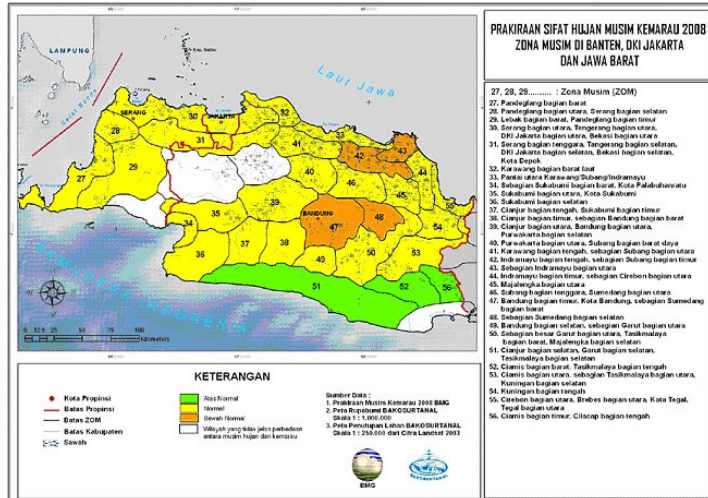 PRAKIRAAN SIFAT HUJAN MUSIM KEMARAU 2008
ZONA MUSIM DI BANTEN, DKI JAKARTA
DAN JAWA BARAT
27, 28, 29.......... : Zona Musim (ZOM)
27. Pandeglang bagian barat
28. Pandeglang bagian utara, Serang bagian selatan
29. Lebak bagian barat, Pandeglang bagian timur
30. Serang bagian utara, Tengerang bagian utara,
DKI Jakarta bagian utara, Bekasi bagian utara
31. Serang bagian tenggara, Tangerang bagian selatan,
DKI Jakarta bagian selatan, Bekasi bagian selatan,
Kota Depok
32. Karawang bagian barat laut
33. Pantai utara Karawang/Subang/Indramayu
34. Sebagian Sukabumi bagian barat, Kota Palabuhanratu
35. Sukabumi bagian utara, Kota Sukabumi
36. Sukabumi bagian selatan
37. Cianjur bagian tengah, Sukabumi bagian timur
38. Cianjur bagian timur, sebagian Bandung bagian barat
39. Cianjur bagian utara, Bandung bagian utara,
Purwakarta bagian selatan
40. Purwakarta bagian utara, Subang bagian barat daya
41. Karawang bagian tengah, sebagian Subang bagian utara
42. Indramayu bagian tengah, sebagian Subang bagian timur
43. Sebagian Indramayu bagian utara
44. Indramayu bagian timur, sebagian Cirebon bagian utara
45. Majalengka bagian utara
46. Subang bagian tenggara, Sumedang bagian utara
47. Bandung bagian timur, Kota Bandung, sebagian Sumedang
bagian barat
48. Sebagian Sumedang bagian selatan
49. Bandung bagian selatan, sebagian Garut bagian utara
50. Sebagian besar Garut bagian utara, Tasikmalaya
bagian barat, Majalengka bagian selatan
51. Cianjur bagian selatan, Garut bagian selatan,
Tasikmalaya bagian selatan
52. Ciamis bagian barat, Tasikmalaya bagian tengah
53. Ciamis bagian utara, sebagian Tasikmalaya bagian utara,
Kuningan bagian selatan
54. Kuningan bagian tengah
55. Cirebon bagian utara, Brebes bagian utara, Kota Tegal,
Tegal bagian utara
56. Ciamis bagian timur, Cilacap bagian tengah
LAMPUNG
Laut Jawa
Selat Sunda
SERANG
JAKARTA
BANDUNG
SAMUDERA INDONESIA
27
28
29
30
31
32
41
42
43
40
46
44
45
39
34
35
36
37
38
47
48
49
50
51
52
54
55
56
Kilometers
KETERANGAN
Kota Propinsi
Batas Propinsi
Batas ZOM
Batas Kabupaten
Sawah
Atas Normal
Normal
Bawah Normal
Wilayah yang tidak jelas perbedaan
antara musim hujan dan kemarau
Sumber Data :
1. Prakiraan Musim Kemarau 2008 BMG
2. Peta Rupabumi BAKOSURTANAL
Skala 1 : 1.000.000
3. Peta Penutupan Lahan BAKOSURTANAL
Skala 1 : 250.000 dari Citra Landset 2003
BMG
BAKOSURTANAL